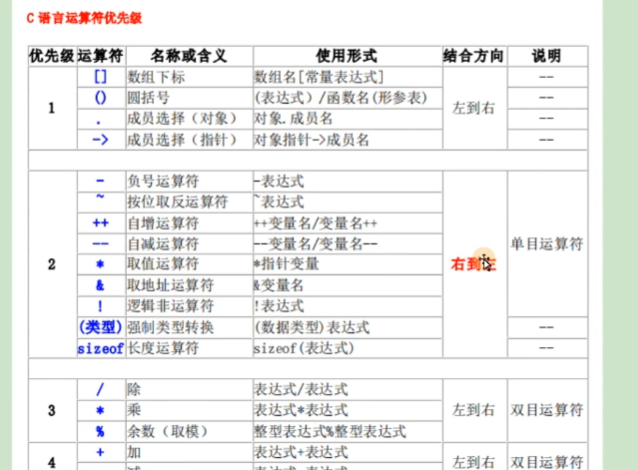 C 语言运算符优先级
优先级 运算符 名称或含义 使用形式 结合方向 说明
1 [] 数组下标 数组名[常量表达式] 左到右 --
() 圆括号 (表达式）/函数名(形参表) --
. 成员选择（对象） 对象.成员名 --
-> 成员选择（指针） 对象指针->成员名 --
2 - 负号运算符 -表达式 右到左 单目运算符
~ 按位取反运算符 ~表达式
++ 自增运算符 ++变量名/变量名++
-- 自减运算符 --变量名/变量名--
* 取值运算符 *指针变量
& 取地址运算符 &变量名
! 逻辑非运算符 !表达式
(类型) 强制类型转换 (数据类型)表达式 --
sizeof 长度运算符 sizeof(表达式) --
3 / 除 表达式/表达式 左到右 双目运算符
* 乘 表达式*表达式
% 余数（取模） 整型表达式%整型表达式
4 + 加 表达式+表达式 左到右 双目运算符